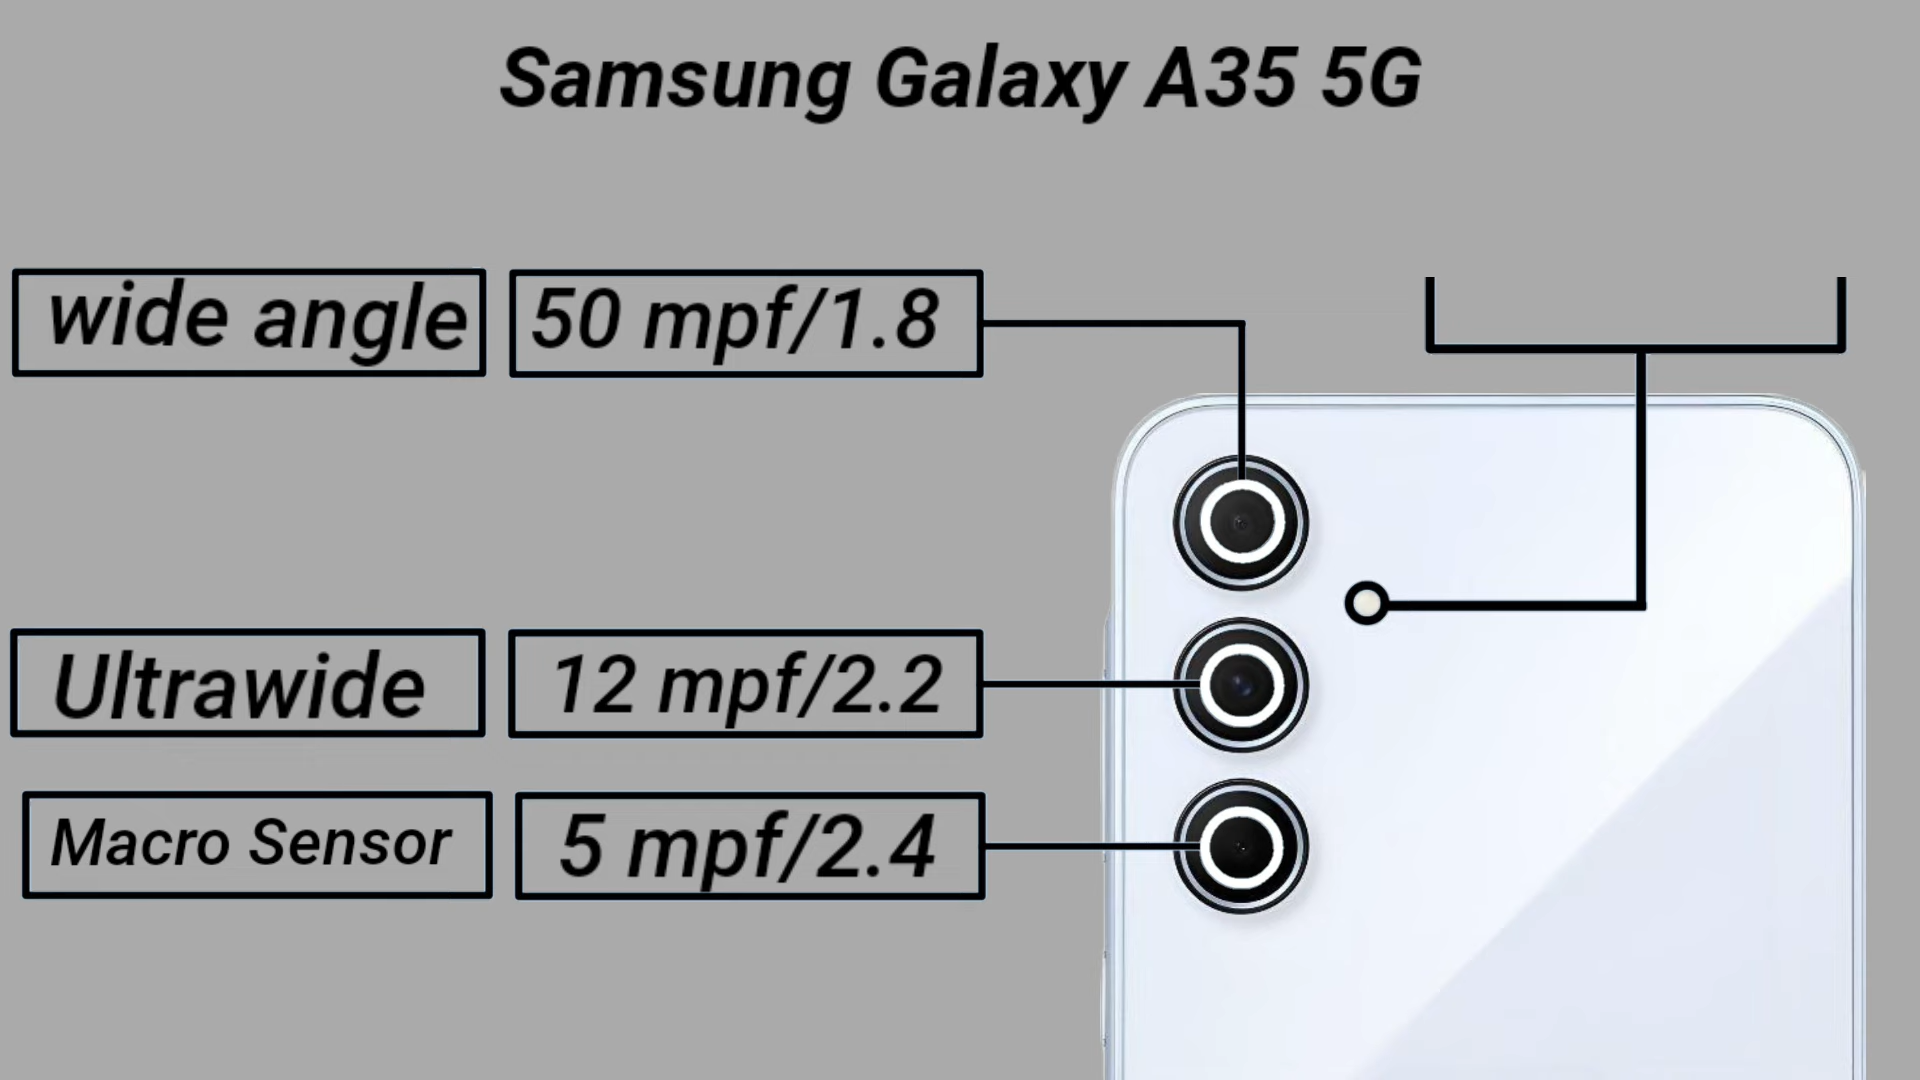 Samsung Galaxy A35 5G
wide angle 50 mpf/1.8
Ultrawide 12 mpf/2.2
Macro Sensor 5 mpf/2.4